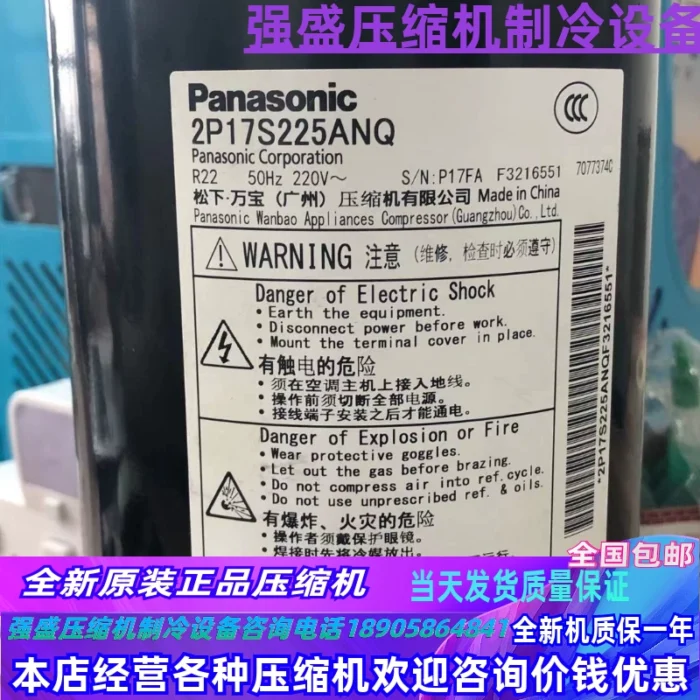 强盛压缩机制冷设备
Panasonic
2P17S225ANQ
Panasonic Corporation
R22 50Hz 220V～ S/N:P17FA F3216551
7077374C
松下·万宝（广州）压缩机有限公司 Made in China
Panasonic Wanbao Appliances Compressor(Guangzhou)Co.,Ltd.
WARNING 注意（维修，检查时必须遵守）
Danger of Electric Shock
• Earth the equipment.
• Disconnect power before work.
• Mount the terminal cover in place.
有触电的危险
• 须在空调主机上接入地线。
• 操作前须切断全部电源。
• 接线端子安装之后才能通电。
*2P17S225ANQF3216551*
Danger of Explosion or Fire
• Wear protective goggles.
• Let out the gas before brazing.
• Do not compress air into ref.cycle.
• Do not use unprescribed ref. & oils.
有爆炸、火灾的危险
• 操作者须戴保护眼镜。
• 焊接时先将冷媒放出。
全国包邮
全新原装正品压缩机
当天发货质量保证
强盛压缩机制冷设备咨询电话18905864841全新机质保一年
本店经营各种压缩机欢迎咨询价钱优惠